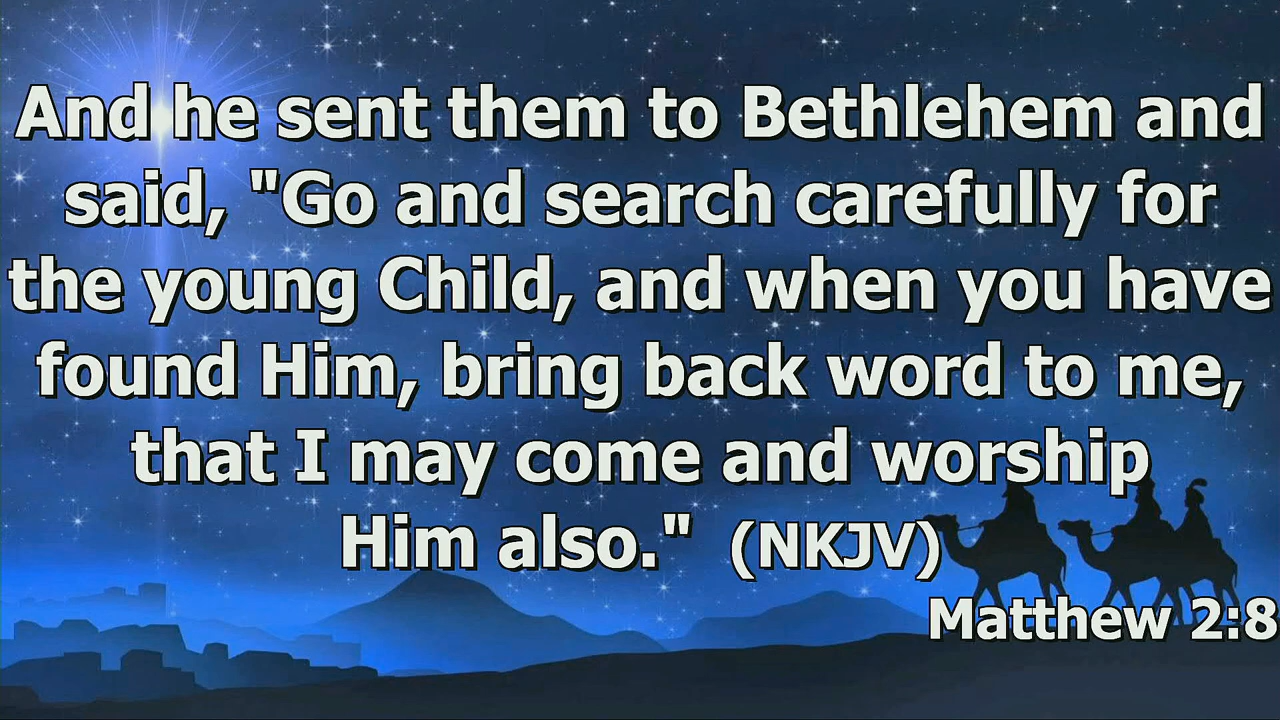 And he sent them to Bethlehem and
said, "Go and search carefully for
the young Child, and when you have
found Him, bring back word to me,
that I may come and worship
Him also." (NKJV)
Matthew 2:8